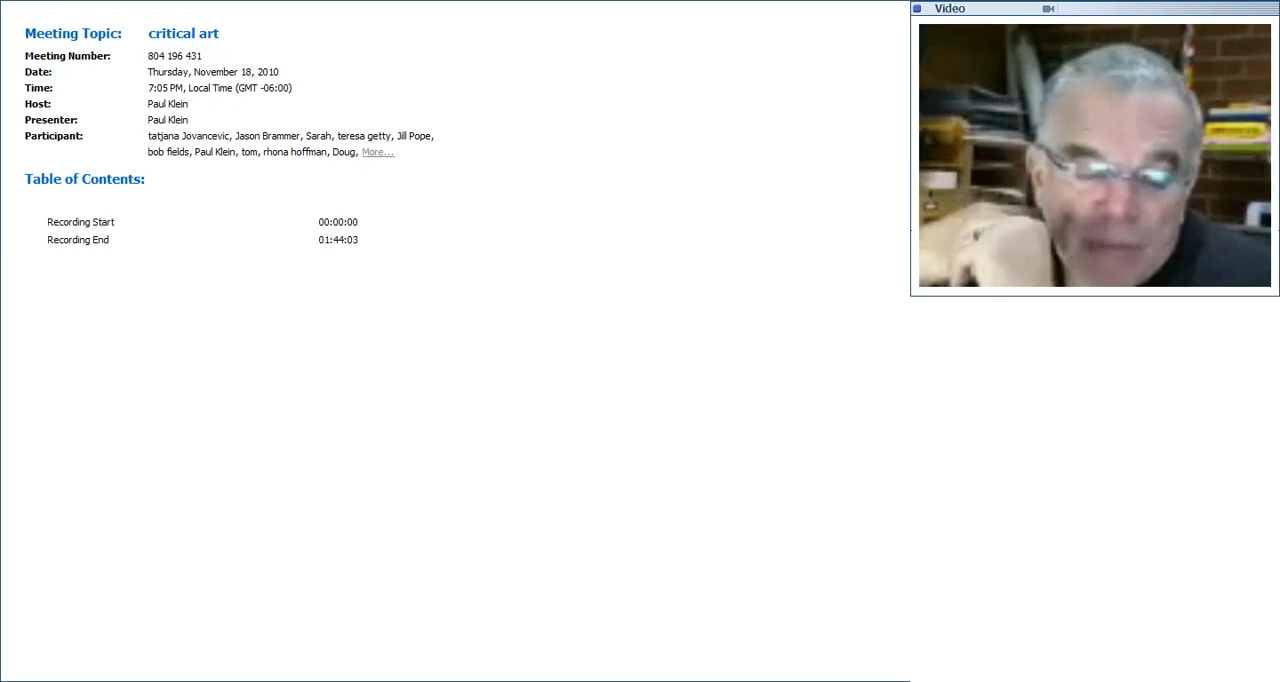 Video
Meeting Topic: critical art
Meeting Number: 804 196 431
Date: Thursday, November 18, 2010
Time: 7:05 PM, Local Time (GMT -06:00)
Host: Paul Klein
Presenter: Paul Klein
Participant: tatjana Jovancevic, Jason Brammer, Sarah, teresa getty, Jill Pope,
bob fields, Paul Klein, tom, rhona hoffman, Doug, More...
Table of Contents:
Recording Start 00:00:00
Recording End 01:44:03